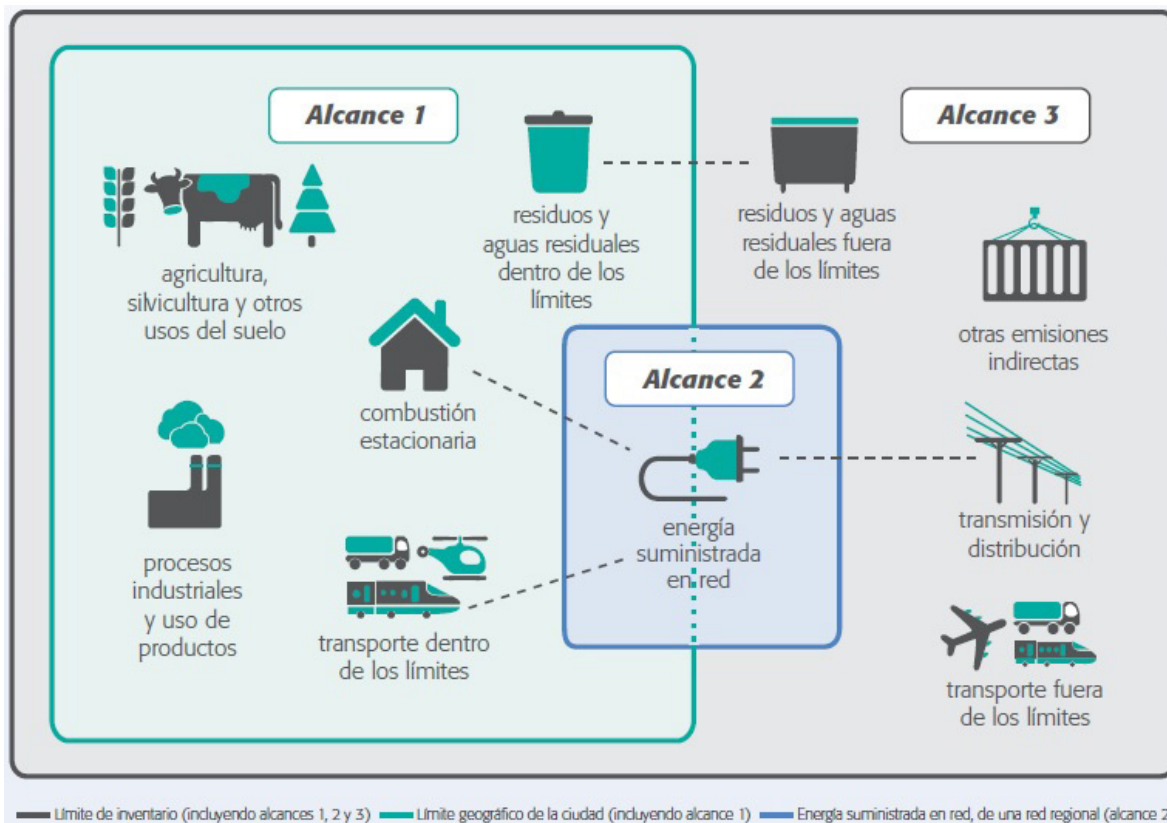 Alcance 1
Alcance 3
agricultura,
silvicultura y otros
usos del suelo
residuos y
aguas residuales
dentro de los
límites
residuos y aguas
residuales fuera
de los límites
otras emisiones
indirectas
combustión
estacionaria
Alcance 2
energía
suministrada
en red
transmisión y
distribución
procesos
industriales
y uso de
productos
transporte dentro
de los límites
transporte fuera
de los límites
Límite de inventario (incluyendo alcances 1, 2 y 3) Límite geográfico de la ciudad (incluyendo alcance 1) Energía suministrada en red, de una red regional (alcance 2